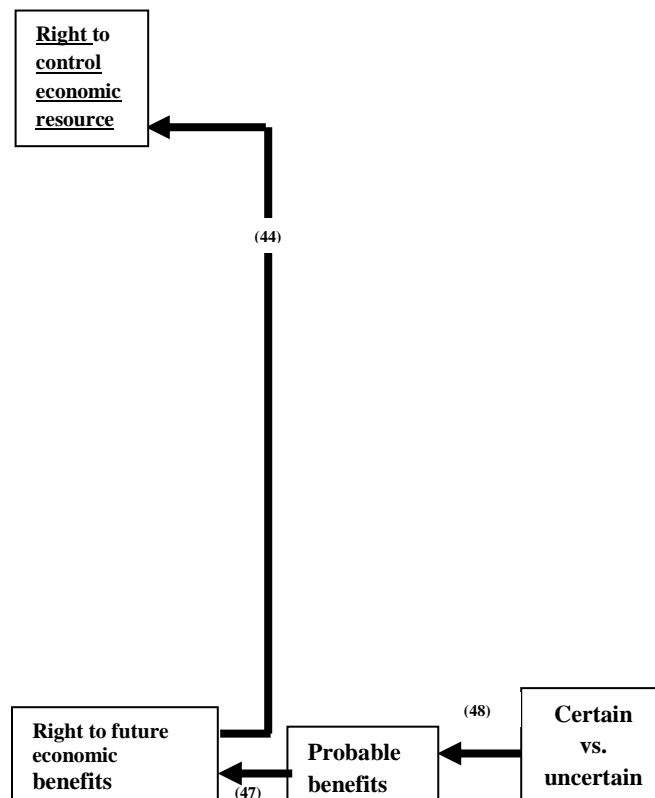 Right to
control
economic
resource
(44)
Right to future
economic
benefits
(47)
Probable
benefits
(48)
Certain
vs.
uncertain